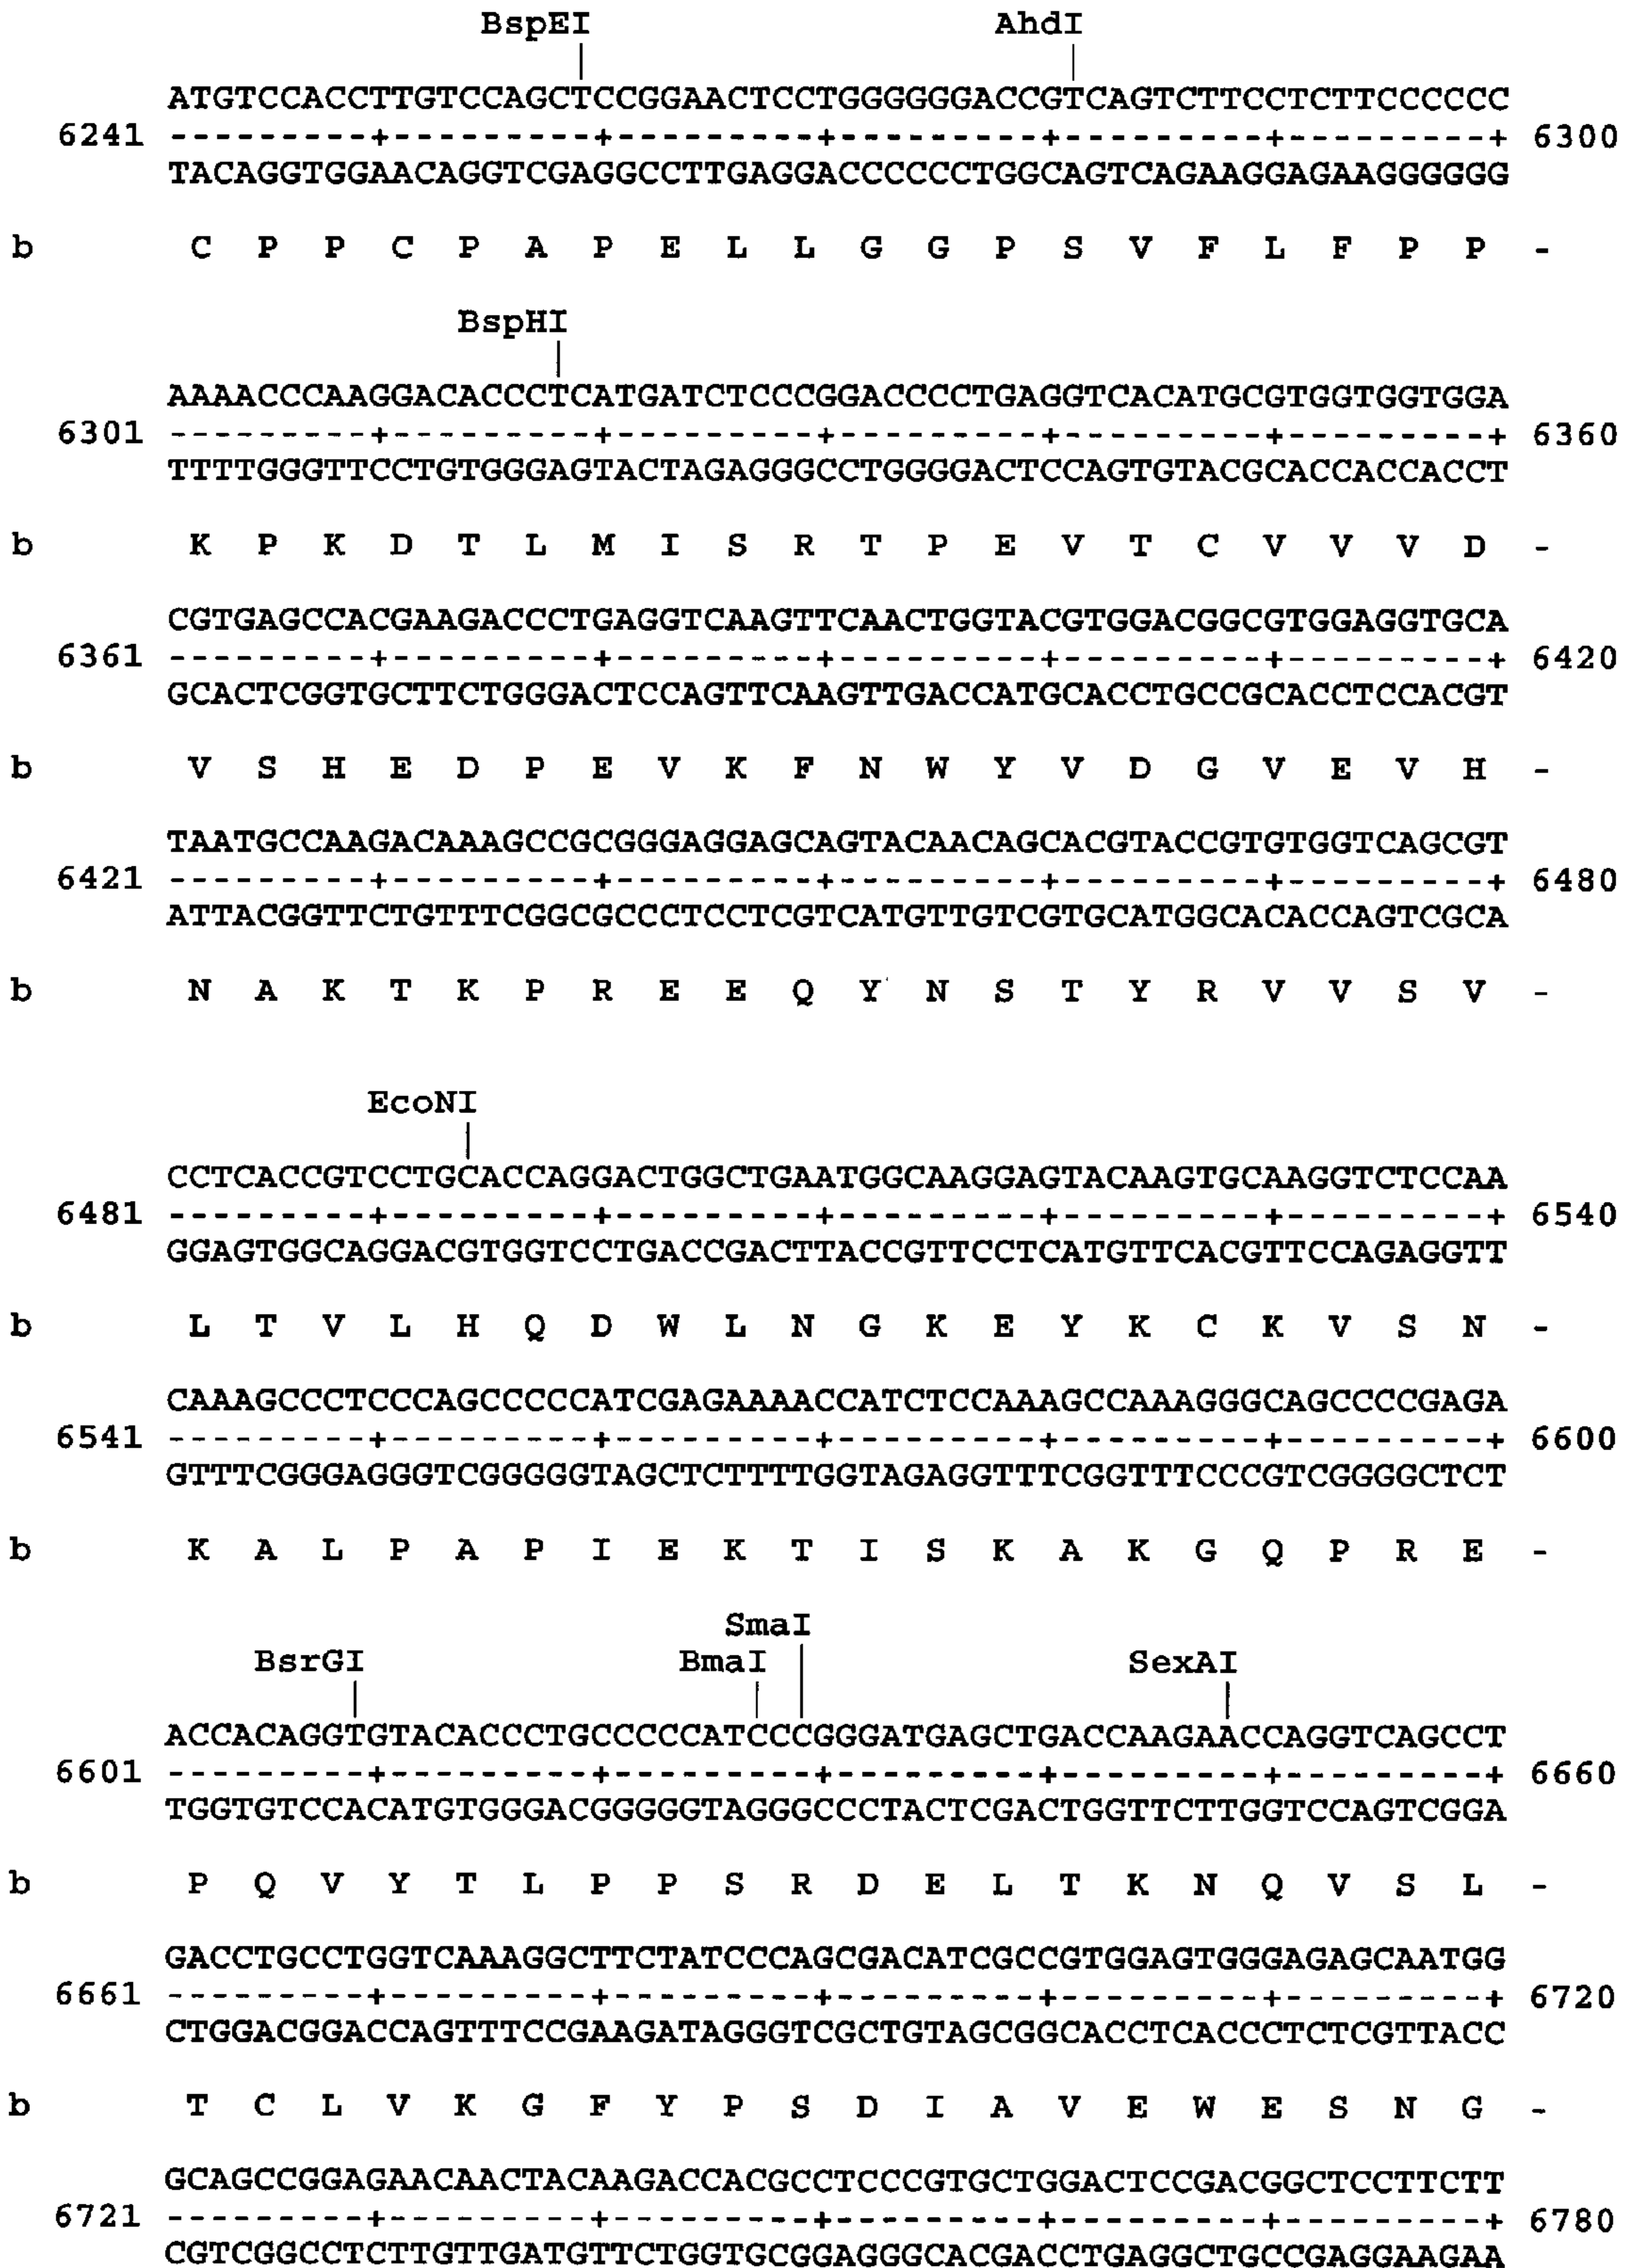 BspEI AhdI
ATGTCCACCTTGTCCAGCTCCGGAACTCCTGGGGGGACCGTCAGTCTTCCTCTTCCCCCC
6241 ---------+---------+---------+---------+---------+---------+ 6300
TACAGGTGGAACAGGTCGAGGCCTTGAGGACCCCCCTGGCAGTCAGAAGGAGAAGGGGGG
b C P P C P A P E L L G G P S V F L F P P -
BspHI
AAAACCCAAGGACACCCTCATGATCTCCCGGACCCCTGAGGTCACATGCGTGGTGGTGGA
6301 ---------+---------+---------+---------+---------+---------+ 6360
TTTTGGGTTCCTGTGGGAGTACTAGAGGGCCTGGGGACTCCAGTGTACGCACCACCACCT
b K P K D T L M I S R T P E V T C V V V D -
CGTGAGCCACGAAGACCCTGAGGTCAAGTTCAACTGGTACGTGGACGGCGTGGAGGTGCA
6361 ---------+---------+---------+---------+---------+---------+ 6420
GCACTCGGTGCTTCTGGGACTCCAGTTCAAGTTGACCATGCACCTGCCGCACCTCCACGT
b V S H E D P E V K F N W Y V D G V E V H -
TAATGCCAAGACAAAGCCGCGGGAGGAGCAGTACAACAGCACGTACCGTGTGGTCAGCGT
6421 ---------+---------+---------+---------+---------+---------+ 6480
ATTACGGTTCTGTTTCGGCGCCCTCCTCGTCATGTTGTCGTGCATGGCACACCAGTCGCA
b N A K T K P R E E Q Y N S T Y R V V S V -
EcoNI
CCTCACCGTCCTGCACCAGGACTGGCTGAATGGCAAGGAGTACAAGTGCAAGGTCTCCAA
6481 ---------+---------+---------+---------+---------+---------+ 6540
GGAGTGGCAGGACGTGGTCCTGACCGACTTACCGTTCCTCATGTTCACGTTCCAGAGGTT
b L T V L H Q D W L N G K E Y K C K V S N -
CAAAGCCCTCCCAGCCCCCATCGAGAAAACCATCTCCAAAGCCAAAGGGCAGCCCCGAGA
6541 ---------+---------+---------+---------+---------+---------+ 6600
GTTTCGGGAGGGTCGGGGGTAGCTCTTTTGGTAGAGGTTTCGGTTTCCCGTCGGGGCTCT
b K A L P A P I E K T I S K A K G Q P R E -
SmaI
BsrGI BmaI SexAI
ACCACAGGTGTACACCCTGCCCCCATCCCGGGATGAGCTGACCAAGAACCAGGTCAGCCT
6601 ---------+---------+---------+---------+---------+---------+ 6660
TGGTGTCCACATGTGGGACGGGGGTAGGGCCCTACTCGACTGGTTCTTGGTCCAGTCGGA
b P Q V Y T L P P S R D E L T K N Q V S L -
GACCTGCCTGGTCAAAGGCTTCTATCCCAGCGACATCGCCGTGGAGTGGGAGAGCAATGG
6661 ---------+---------+---------+---------+---------+---------+ 6720
CTGGACGGACCAGTTTCCGAAGATAGGGTCGCTGTAGCGGCACCTCACCCTCTCGTTACC
b T C L V K G F Y P S D I A V E W E S N G -
GCAGCCGGAGAACAACTACAAGACCACGCCTCCCGTGCTGGACTCCGACGGCTCCTTCTT
6721 ---------+---------+---------+---------+---------+---------+ 6780
CGTCGGCCTCTTGTTGATGTTCTGGTGCGGAGGGCACGACCTGAGGCTGCCGAGGAAGAA